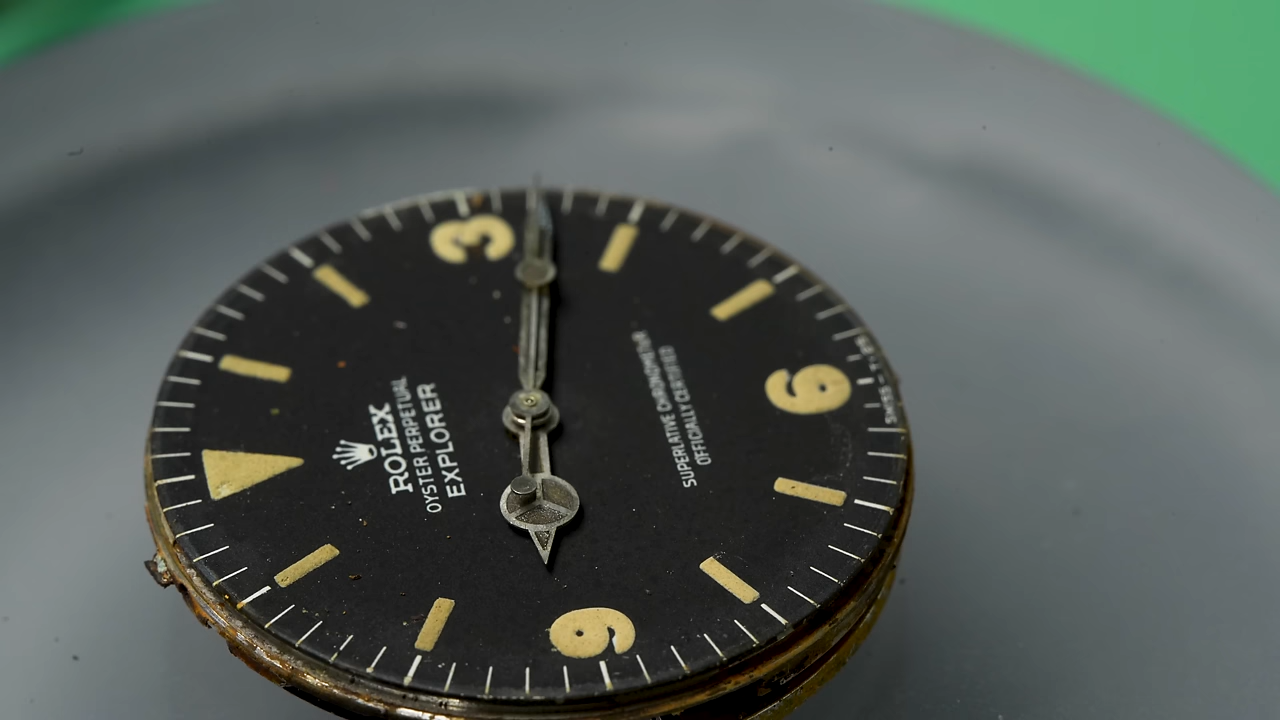 ROLEX
OYSTER PERPETUAL
EXPLORER
SUPERLATIVE CHRONOMETER
OFFICIALLY CERTIFIED
3
6
9